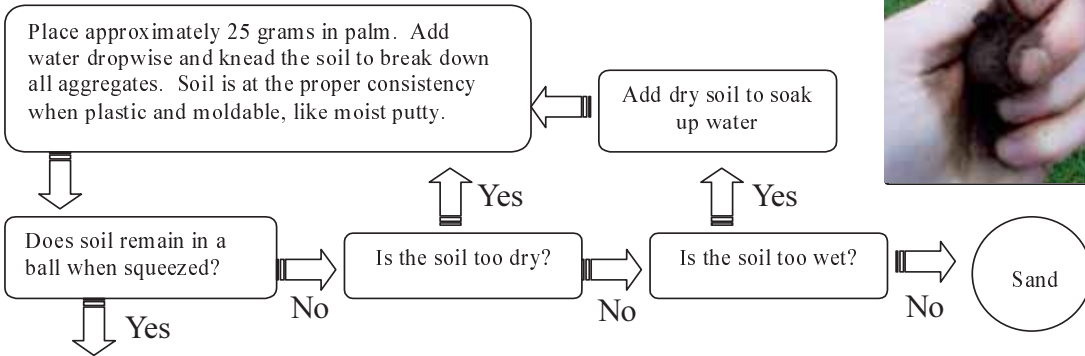 Place approximately 25 grams in palm. Add
water dropwise and knead the soil to break down
all aggregates. Soil is at the proper consistency
when plastic and moldable, like moist putty.
Add dry soil to soak
up water
Yes
Yes
Does soil remain in a
ball when squeezed?
Is the soil too dry?
Is the soil too wet?
Sand
No
No
No
Yes